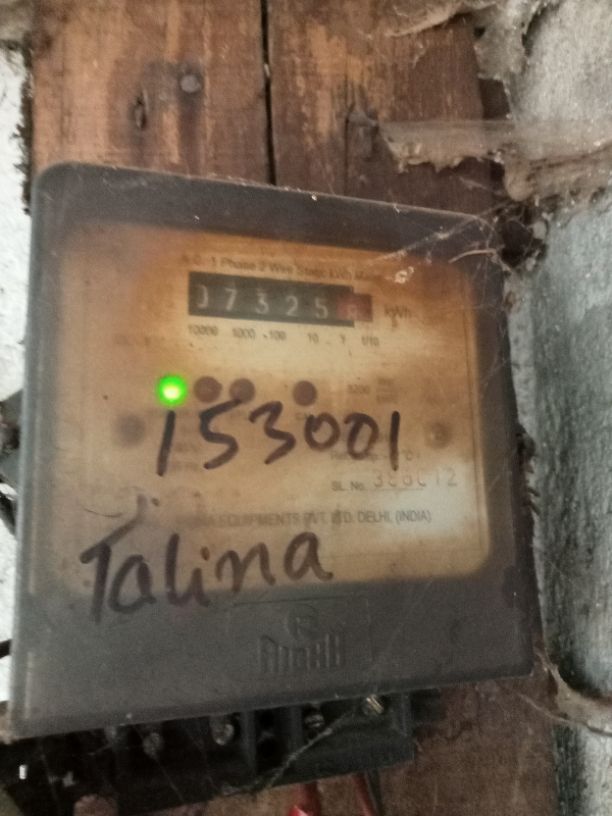 1 Phase 2 Wire Static kWh Meter
07325
kWh
10000 1000 100 10 1 1/10
3200
153001
SL. No.
EQUIPMENTS PVT. LTD. DELHI. (INDIA)
Talina